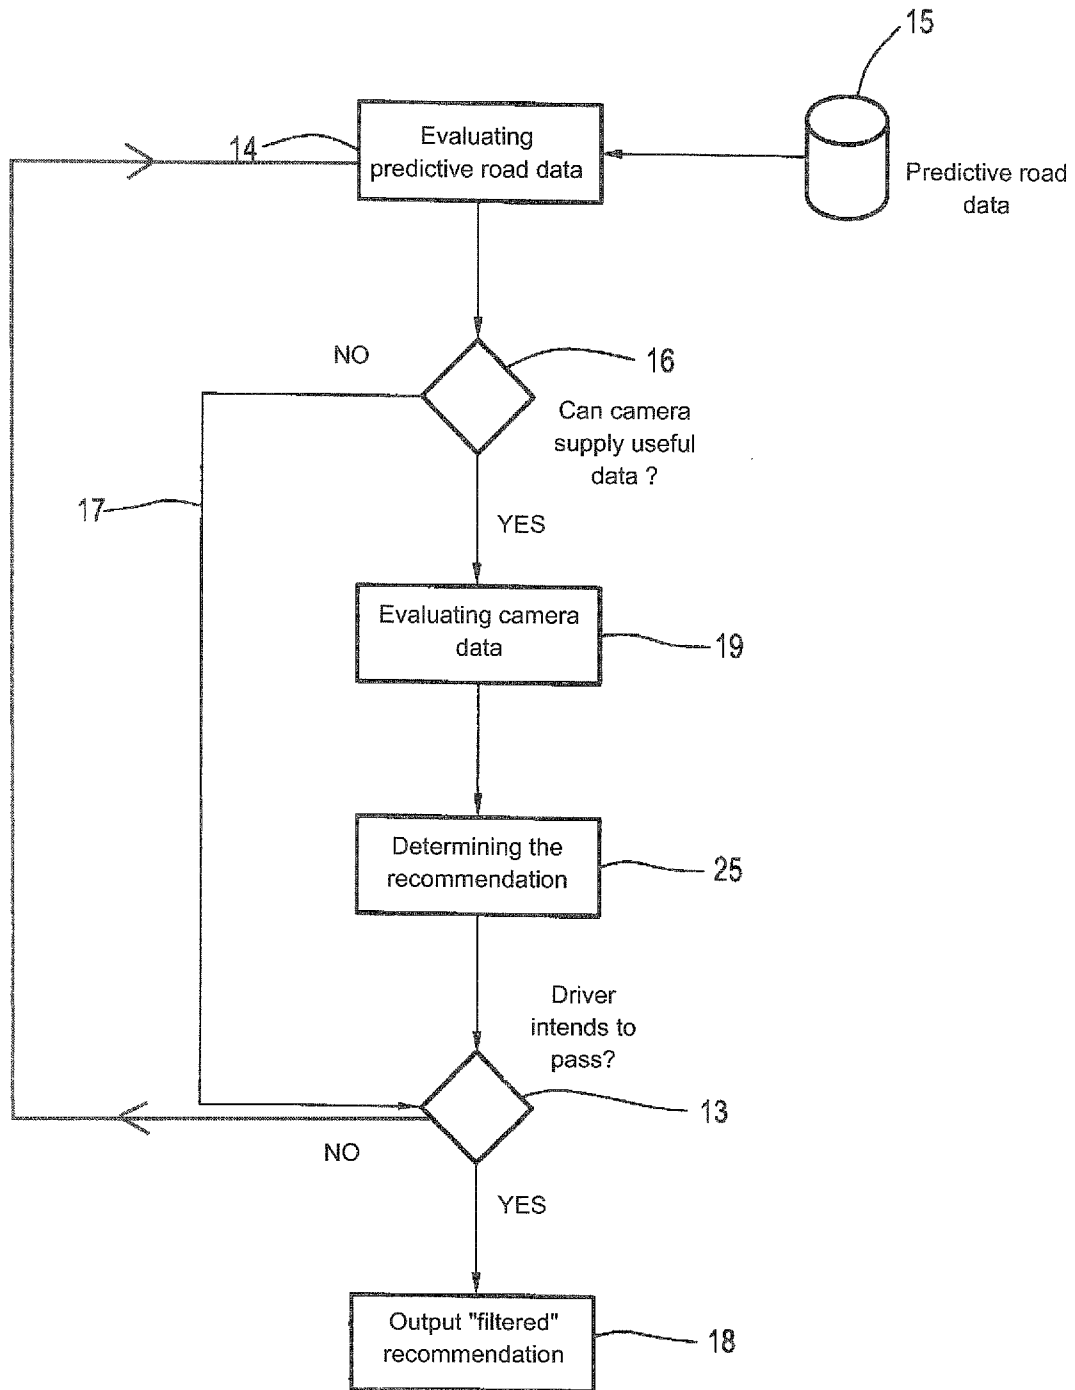 15
14
Evaluating
predictive road data
Predictive road
data
NO
16
Can camera
supply useful
data ?
17
YES
Evaluating camera
data
19
Determining the
recommendation
25
Driver
intends to
pass?
13
NO
YES
Output "filtered"
recommendation
18